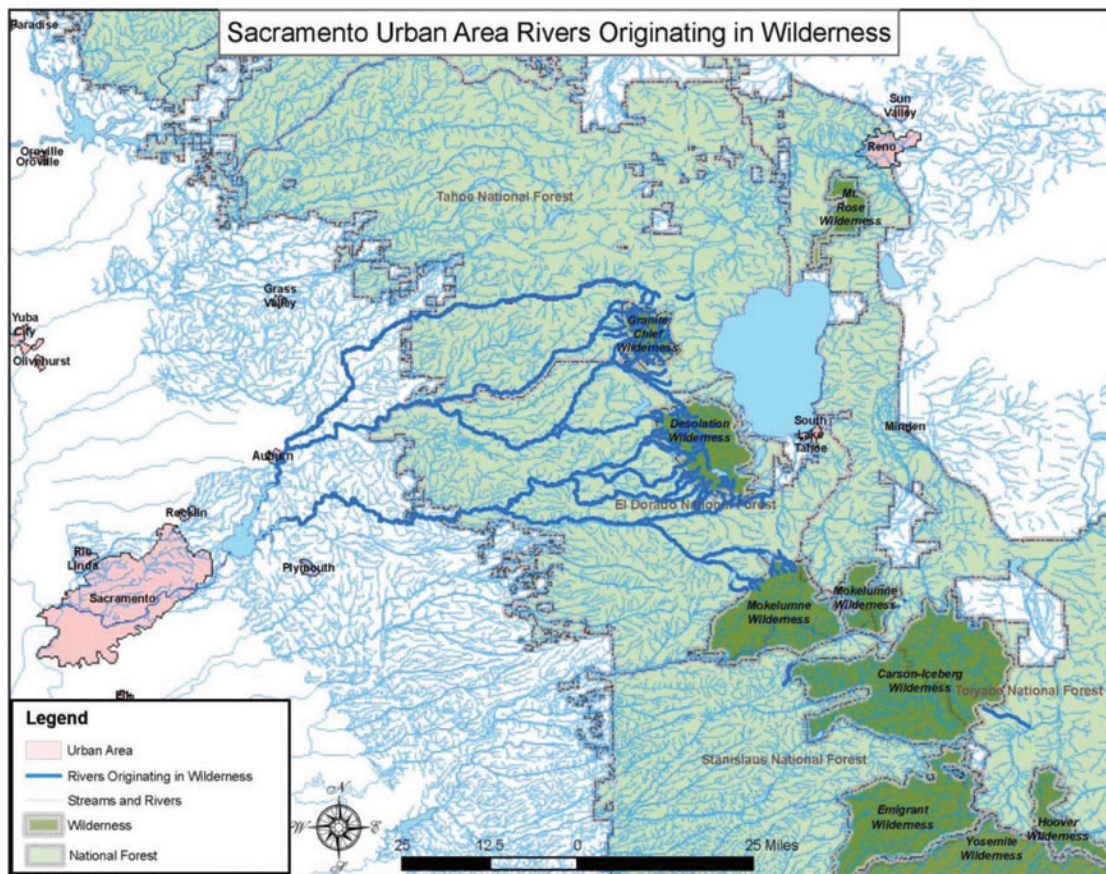 Sacramento Urban Area Rivers Originating in Wilderness
Paradise
Sun
Valley
Reno
Oroville
Oroville
Tahoe National Forest
Mt.
Rose
Wilderness
Grass
Valley
Yuba
City
Olivehurst
Granite
Chief
Wilderness
Desolation
Wilderness
South
Lake
Tahoe
Minden
Auburn
El Dorado National Forest
Rocklin
Rio
Linda
Plymouth
Sacramento
Mokelumne
Wilderness
Mokelumne
Wilderness
Carson-Iceberg
Wilderness
Toiyabe National Forest
Stanislaus National Forest
Emigrant
Wilderness
Hoover
Wilderness
Yosemite
Wilderness
Legend
Urban Area
Rivers Originating in Wilderness
Streams and Rivers
Wilderness
National Forest
N
W
E
S
25 12.5 0 25 Miles